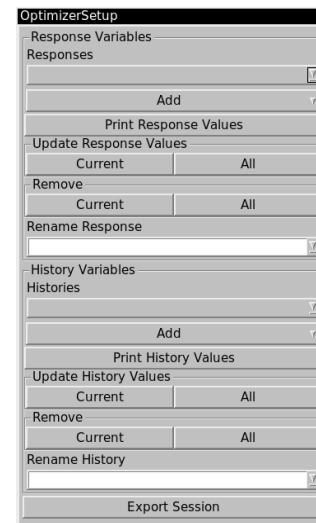 OptimizerSetup
Response Variables
Responses
Add
Print Response Values
Update Response Values
Current All
Remove
Current All
Rename Response
History Variables
Histories
Add
Print History Values
Update History Values
Current All
Remove
Current All
Rename History
Export Session